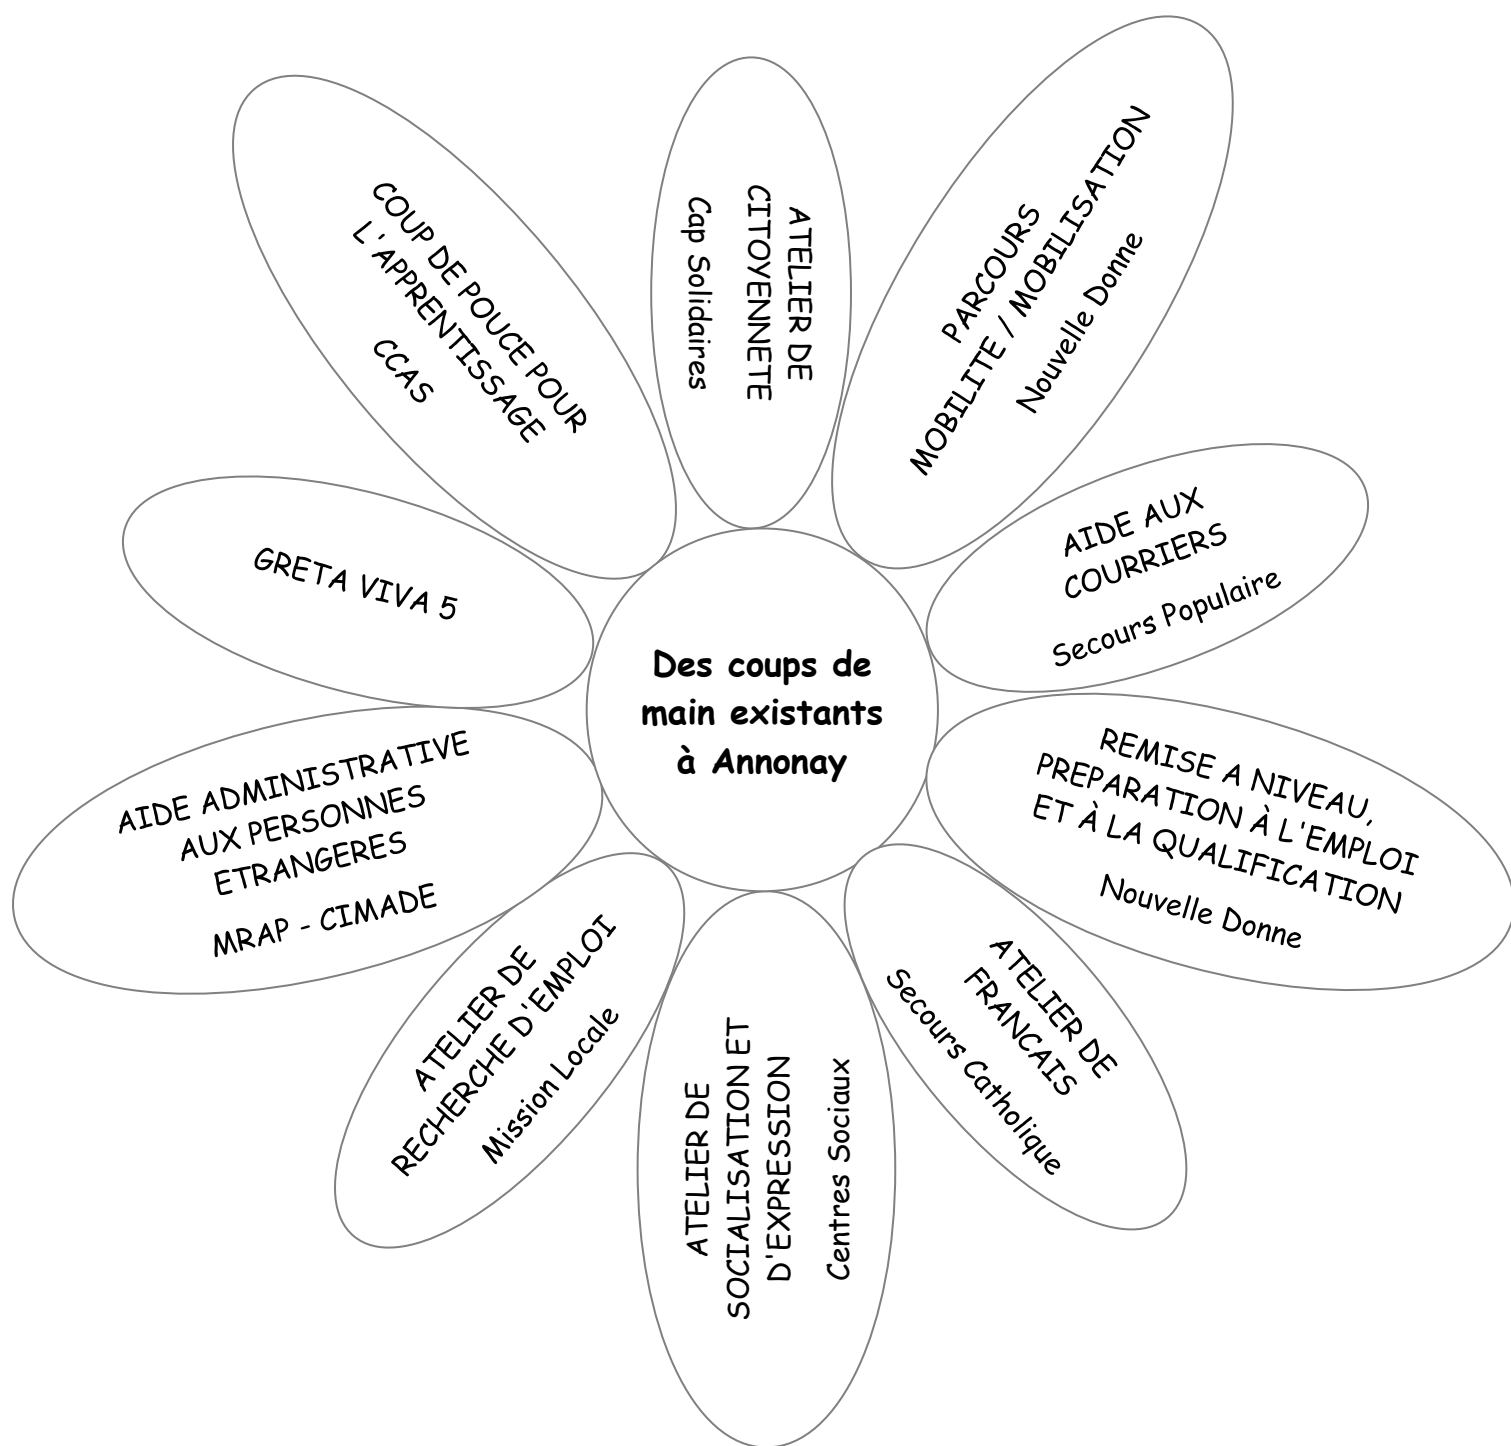 Des coups de
main existants
à Annonay
ATELIER DE
CITOYENNETE
Cap Solidaires
PARCOURS
MOBILITE / MOBILISATION
Nouvelle Donne
AIDE AUX
COURRIERS
Secours Populaire
REMISE A NIVEAU,
PREPARATION À L'EMPLOI
ET À LA QUALIFICATION
Nouvelle Donne
ATELIER DE
FRANCAIS
Secours Catholique
ATELIER DE
SOCIALISATION ET
D'EXPRESSION
Centres Sociaux
ATELIER DE
RECHERCHE D'EMPLOI
Mission Locale
AIDE ADMINISTRATIVE
AUX PERSONNES
ETRANGERES
MRAP - CIMADE
GRETA VIVA 5
COUP DE POUCE POUR
L'APPRENTISSAGE
CCAS